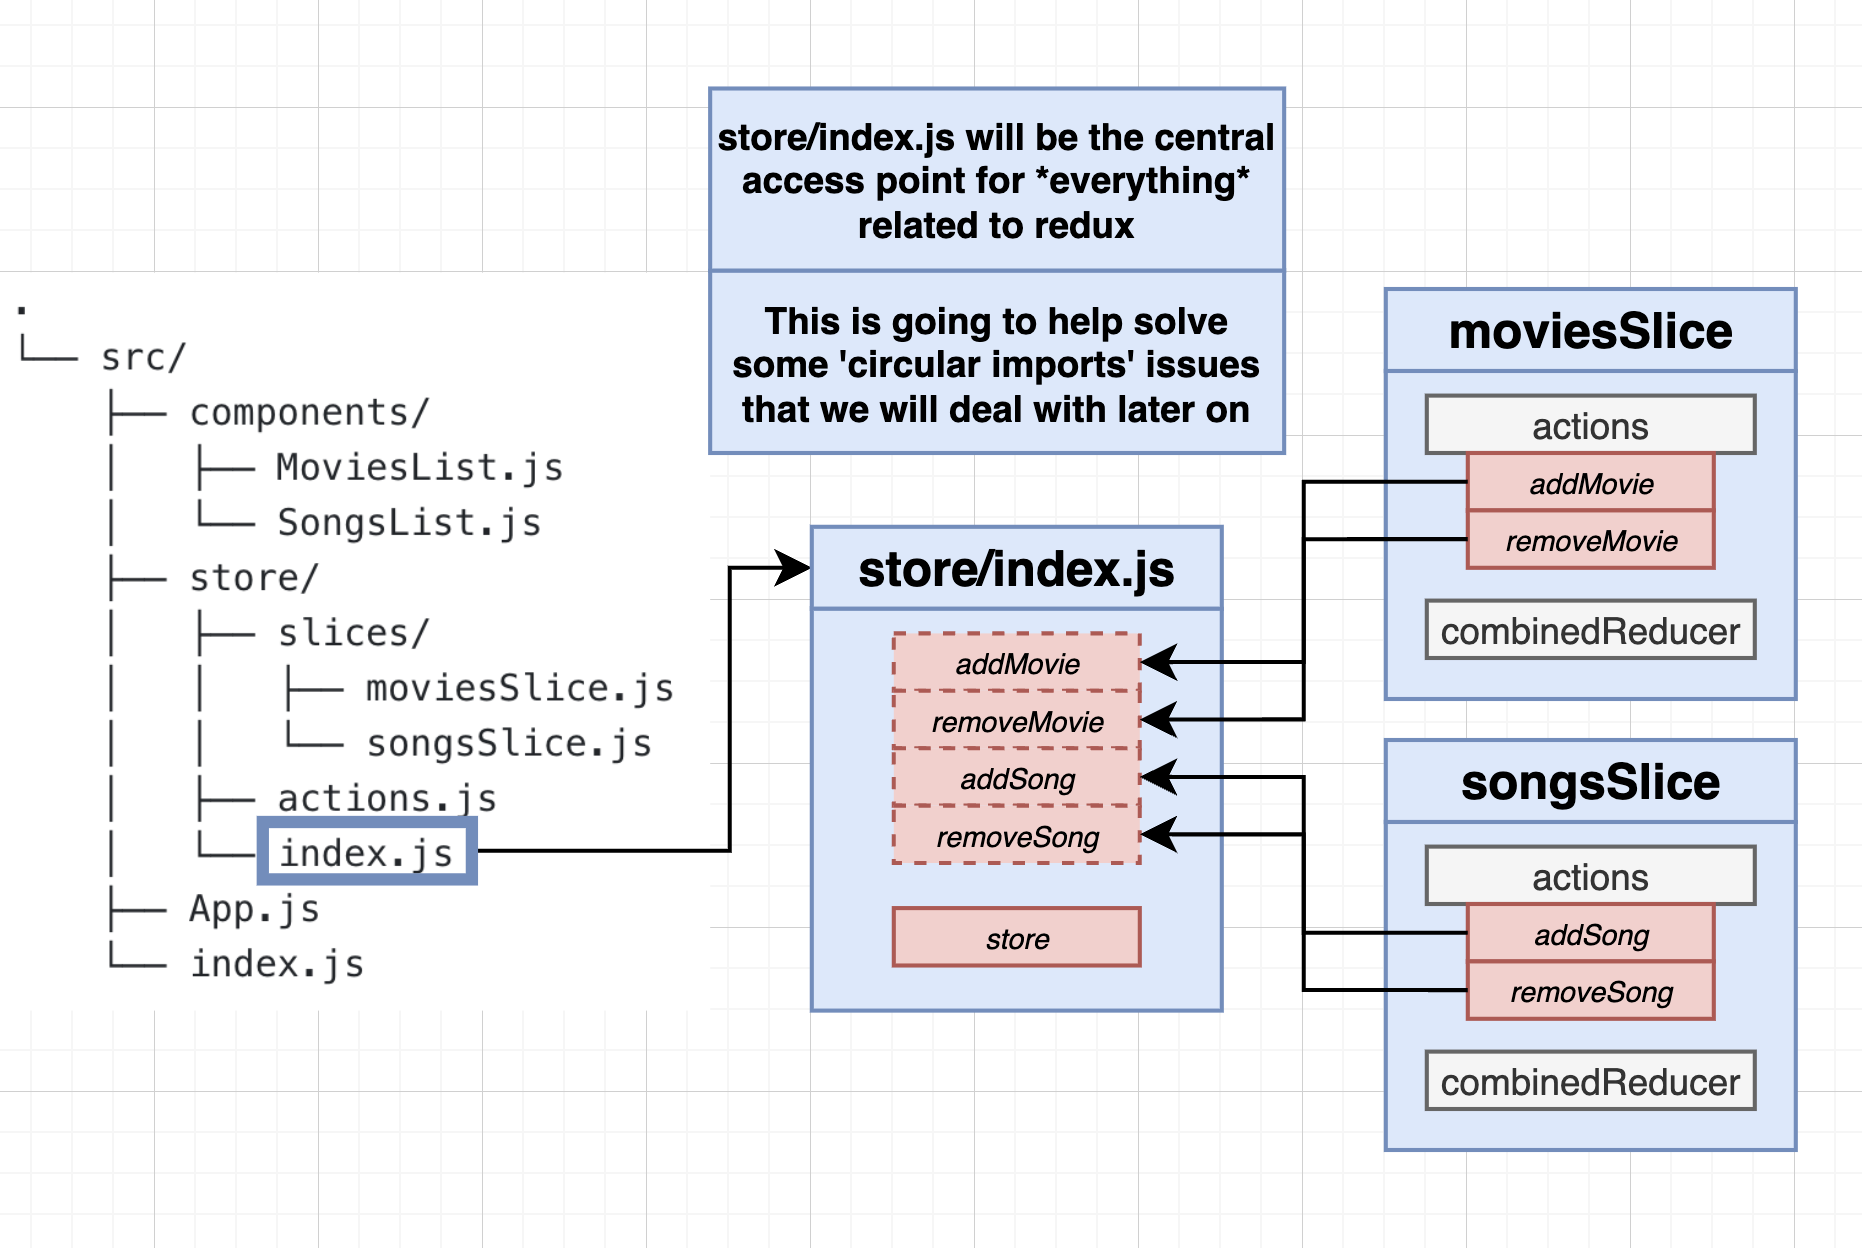 store/index.js will be the central
access point for *everything*
related to redux
This is going to help solve
some 'circular imports' issues
that we will deal with later on
.
└── src/
├── components/
│ ├── MoviesList.js
│ └── SongsList.js
├── store/
│ ├── slices/
│ │ ├── moviesSlice.js
│ │ └── songsSlice.js
│ ├── actions.js
│ └── index.js
├── App.js
└── index.js
store/index.js
addMovie
removeMovie
addSong
removeSong
store
moviesSlice
actions
addMovie
removeMovie
combinedReducer
songsSlice
actions
addSong
removeSong
combinedReducer